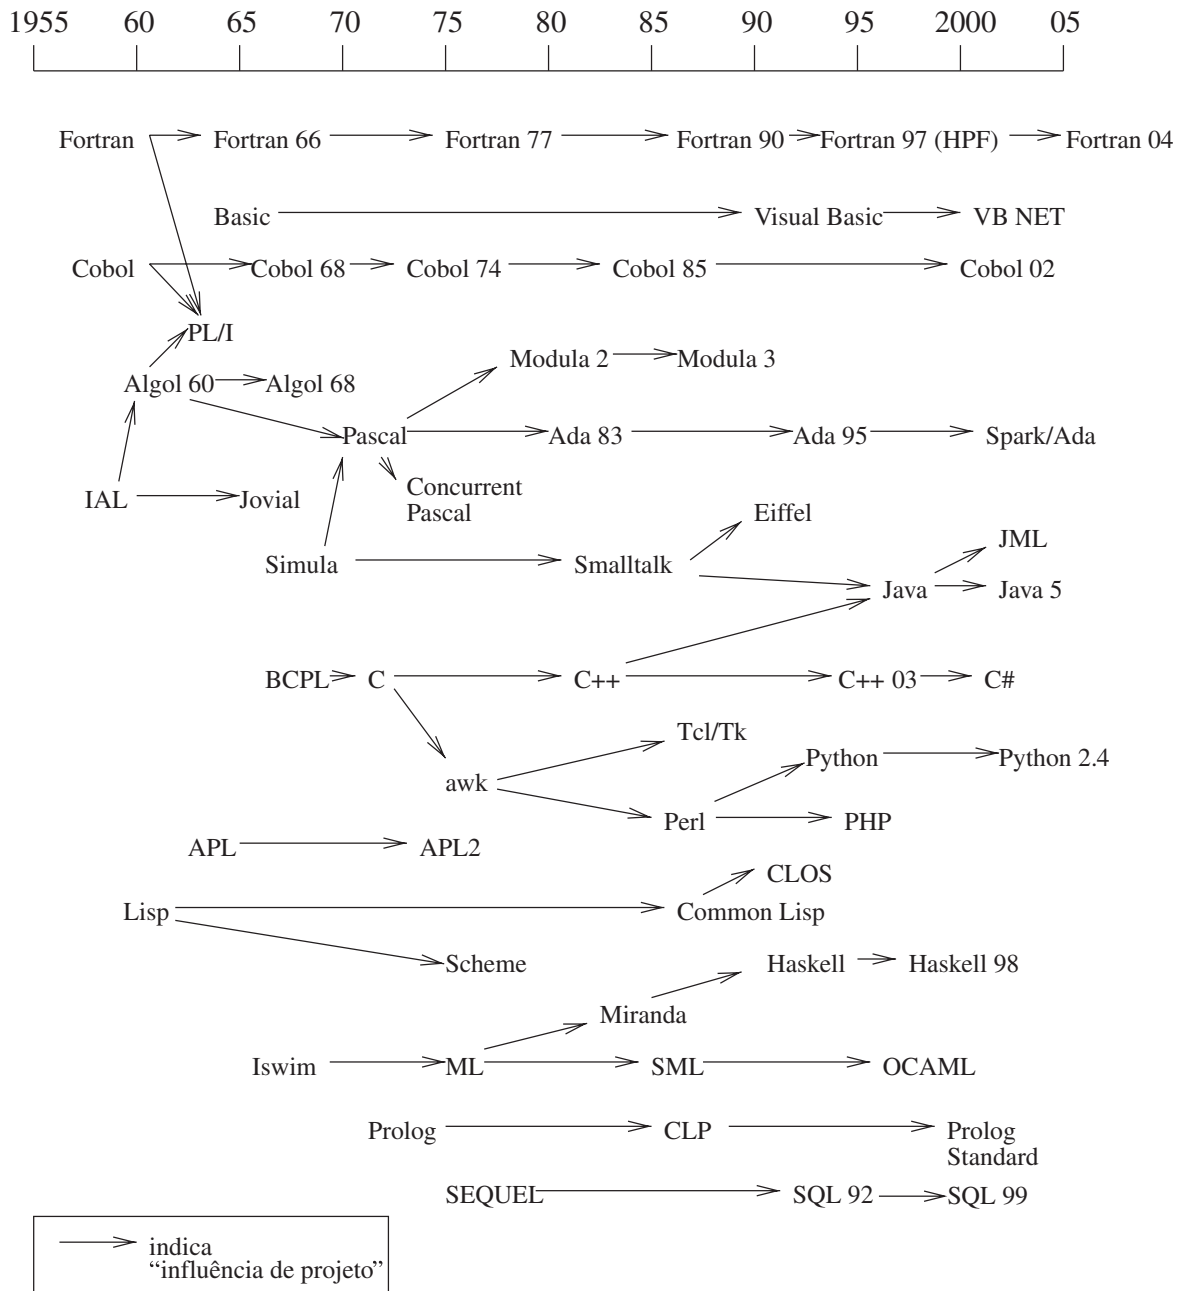 1955 60 65 70 75 80 85 90 95 2000 05
Fortran Fortran 66 Fortran 77 Fortran 90 Fortran 97 (HPF) Fortran 04
Basic Visual Basic VB NET
Cobol Cobol 68 Cobol 74 Cobol 85 Cobol 02
PL/I
Modula 2 Modula 3
Algol 60 Algol 68
Pascal Ada 83 Ada 95 Spark/Ada
IAL Jovial
Concurrent
Pascal
Eiffel
JML
Simula Smalltalk
Java Java 5
BCPL C C++ C++ 03 C#
Tcl/Tk
Python Python 2.4
awk
Perl PHP
APL APL2
CLOS
Lisp Common Lisp
Scheme Haskell Haskell 98
Miranda
Iswim ML SML OCAML
Prolog CLP Prolog
Standard
SEQUEL SQL 92 SQL 99
indica
“influência de projeto”